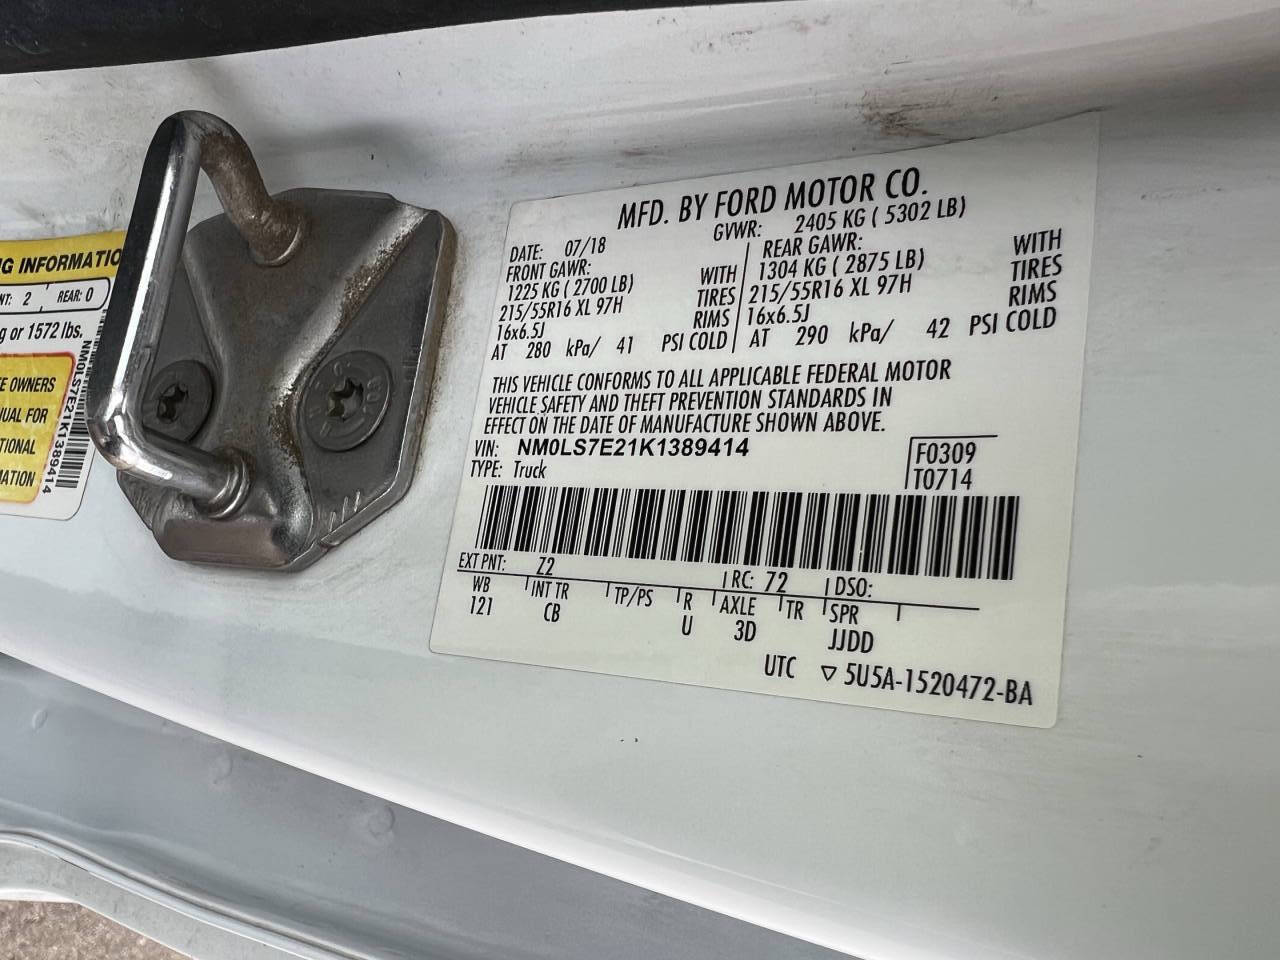 NG INFORMATIO
NT: 2 REAR: 0
g or 1572 lbs.
E OWNERS
NUAL FOR
TIONAL
MATION
NM0LS7E21K1389414
MFD. BY FORD MOTOR CO.
DATE: 07/18 GVWR: 2405 KG ( 5302 LB)
FRONT GAWR: REAR GAWR:
1225 KG ( 2700 LB) WITH 1304 KG ( 2875 LB) WITH
215/55R16 XL 97H TIRES 215/55R16 XL 97H TIRES
16x6.5J RIMS 16x6.5J RIMS
AT 280 kPa/ 41 PSI COLD AT 290 kPa/ 42 PSI COLD
THIS VEHICLE CONFORMS TO ALL APPLICABLE FEDERAL MOTOR
VEHICLE SAFETY AND THEFT PREVENTION STANDARDS IN
EFFECT ON THE DATE OF MANUFACTURE SHOWN ABOVE.
VIN: NM0LS7E21K1389414 F0309
TYPE: Truck T0714
EXT PNT: Z2 RC: 72 DSO:
WB INT TR TP/PS R AXLE TR SPR
121 CB U 3D JJDD
UTC ▽ 5U5A-1520472-BA